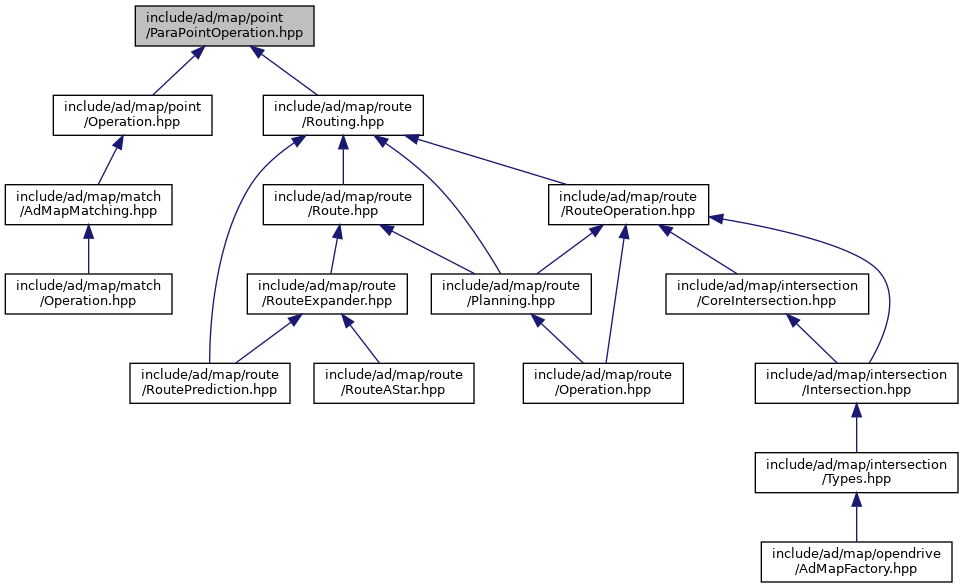 include/ad/map/point
/ParaPointOperation.hpp
include/ad/map/point
/Operation.hpp
include/ad/map/route
/Routing.hpp
include/ad/map/match
/AdMapMatching.hpp
include/ad/map/route
/Route.hpp
include/ad/map/route
/RouteOperation.hpp
include/ad/map/match
/Operation.hpp
include/ad/map/route
/RouteExpander.hpp
include/ad/map/route
/Planning.hpp
include/ad/map/intersection
/CoreIntersection.hpp
include/ad/map/route
/RoutePrediction.hpp
include/ad/map/route
/RouteAStar.hpp
include/ad/map/route
/Operation.hpp
include/ad/map/intersection
/Intersection.hpp
include/ad/map/intersection
/Types.hpp
include/ad/map/opendrive
/AdMapFactory.hpp